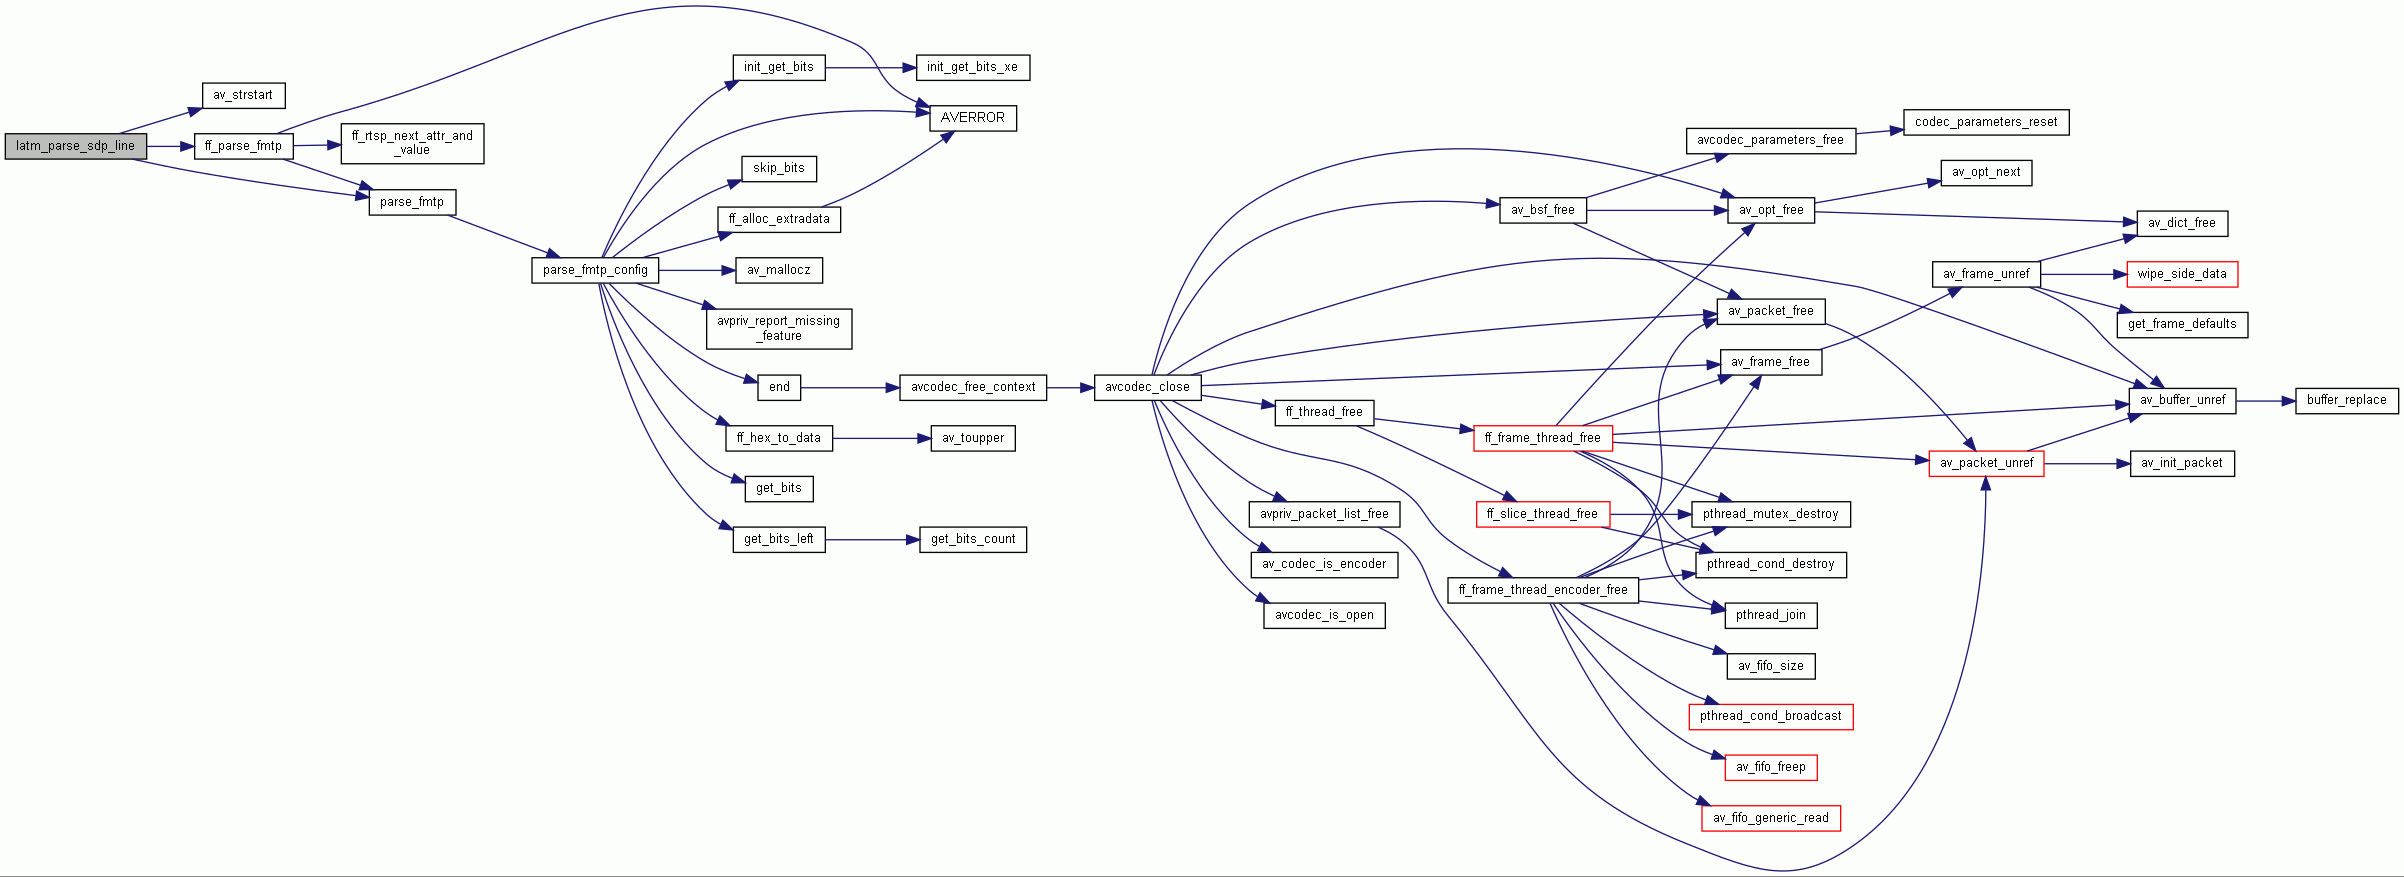 latm_parse_sdp_line
av_strstart
ff_parse_fmtp
ff_rtsp_next_attr_and
_value
parse_fmtp
parse_fmtp_config
init_get_bits
init_get_bits_xe
AVERROR
skip_bits
ff_alloc_extradata
av_mallocz
avpriv_report_missing
_feature
end
avcodec_free_context
ff_hex_to_data
av_toupper
get_bits
get_bits_left
get_bits_count
avcodec_close
ff_thread_free
avpriv_packet_list_free
av_codec_is_encoder
avcodec_is_open
av_bsf_free
ff_frame_thread_free
ff_slice_thread_free
ff_frame_thread_encoder_free
avcodec_parameters_free
av_opt_free
av_packet_free
av_frame_free
pthread_mutex_destroy
pthread_cond_destroy
pthread_join
av_fifo_size
pthread_cond_broadcast
av_fifo_freep
av_fifo_generic_read
codec_parameters_reset
av_opt_next
av_frame_unref
av_packet_unref
av_dict_free
wipe_side_data
get_frame_defaults
av_buffer_unref
av_init_packet
buffer_replace